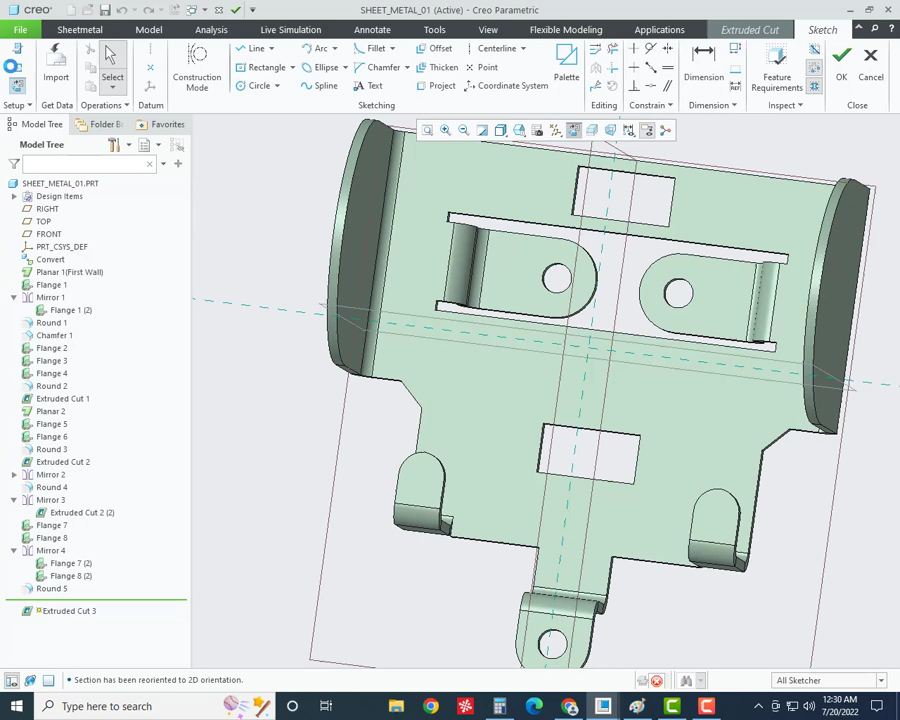 creo
SHEET_METAL_01 (Active) - Creo Parametric
File Sheetmetal Model Analysis Live Simulation Annotate Tools View Flexible Modeling Applications Extruded Cut Sketch
Import Select Construction Mode Line Arc Fillet Offset Centerline Palette Dimension Feature Requirements OK Cancel
Rectangle Ellipse Chamfer Thicken Point
Circle Spline Text Project Coordinate System
Setup Get Data Operations Datum Sketching Editing Constrain Dimension Inspect Close
Model Tree Folder B Favorites
Model Tree
SHEET_METAL_01.PRT
Design Items
RIGHT
TOP
FRONT
PRT_CSYS_DEF
Convert
Planar 1(First Wall)
Flange 1
Mirror 1
Flange 1 (2)
Round 1
Chamfer 1
Flange 2
Flange 3
Flange 4
Round 2
Extruded Cut 1
Planar 2
Flange 5
Flange 6
Round 3
Extruded Cut 2
Mirror 2
Round 4
Mirror 3
Extruded Cut 2 (2)
Flange 7
Flange 8
Mirror 4
Flange 7 (2)
Flange 8 (2)
Round 5
Extruded Cut 3
• Section has been reoriented to 2D orientation.
All Sketcher
Type here to search
12:30 AM
7/20/2022